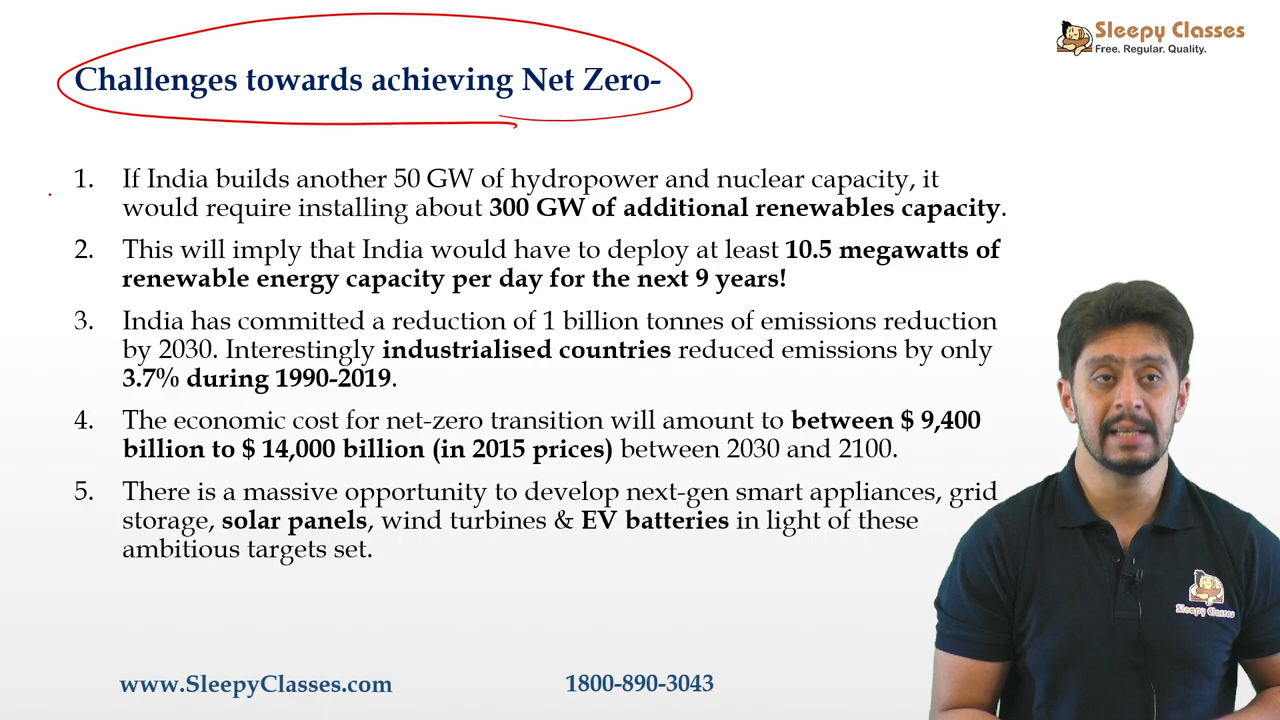 Sleepy Classes
Free. Regular. Quality.
Challenges towards achieving Net Zero-
1. If India builds another 50 GW of hydropower and nuclear capacity, it
would require installing about 300 GW of additional renewables capacity.
2. This will imply that India would have to deploy at least 10.5 megawatts of
renewable energy capacity per day for the next 9 years!
3. India has committed a reduction of 1 billion tonnes of emissions reduction
by 2030. Interestingly industrialised countries reduced emissions by only
3.7% during 1990-2019.
4. The economic cost for net-zero transition will amount to between $ 9,400
billion to $ 14,000 billion (in 2015 prices) between 2030 and 2100.
5. There is a massive opportunity to develop next-gen smart appliances, grid
storage, solar panels, wind turbines & EV batteries in light of these
ambitious targets set.
Sleepy Classes
www.SleepyClasses.com
1800-890-3043